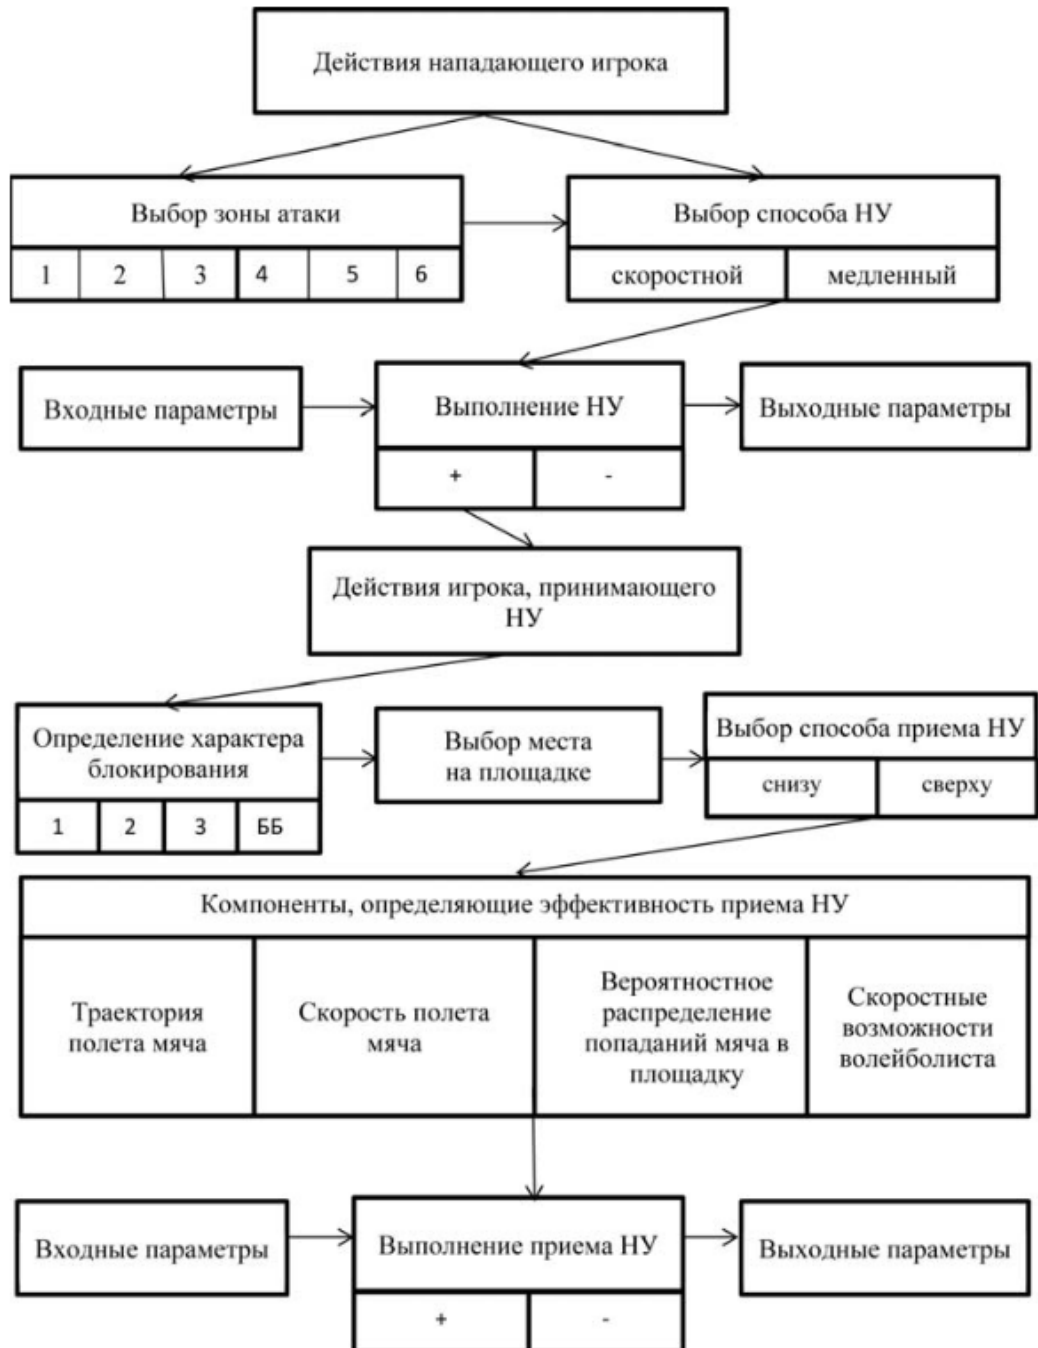 Действия нападающего игрока
Выбор зоны атаки
1 2 3 4 5 6
Выбор способа НУ
скоростной медленный
Входные параметры
Выполнение НУ
+ -
Выходные параметры
Действия игрока, принимающего
НУ
Определение характера
блокирования
1 2 3 ББ
Выбор места
на площадке
Выбор способа приема НУ
снизу сверху
Компоненты, определяющие эффективность приема НУ
Траектория
полета мяча
Скорость полета
мяча
Вероятностное
распределение
попаданий мяча в
площадку
Скоростные
возможности
волейболиста
Входные параметры
Выполнение приема НУ
+ -
Выходные параметры